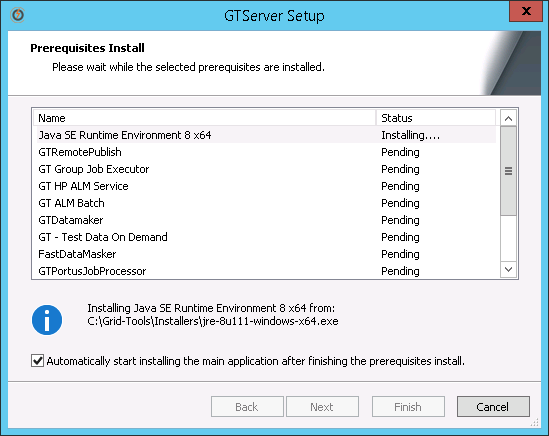 GTServer Setup
Prerequisites Install
Please wait while the selected prerequisites are installed.
Name Status
Java SE Runtime Environment 8 x64 Installing....
GTRemotePublish Pending
GT Group Job Executor Pending
GT HP ALM Service Pending
GT ALM Batch Pending
GTDatamaker Pending
GT - Test Data On Demand Pending
FastDataMasker Pending
GTPortusJobProcessor Pending
Installing Java SE Runtime Environment 8 x64 from:
C:\Grid-Tools\Installers\jre-8u111-windows-x64.exe
Automatically start installing the main application after finishing the prerequisites install.
Back Next Finish Cancel